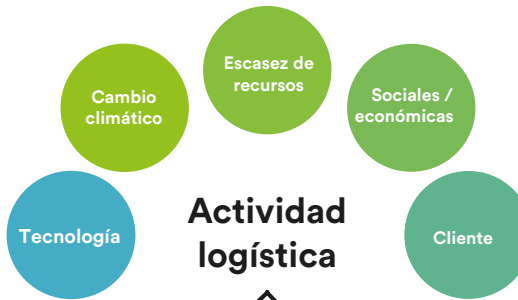 Escasez de
recursos
Cambio
climático
Sociales /
económicas
Tecnología
Actividad
logística
Cliente